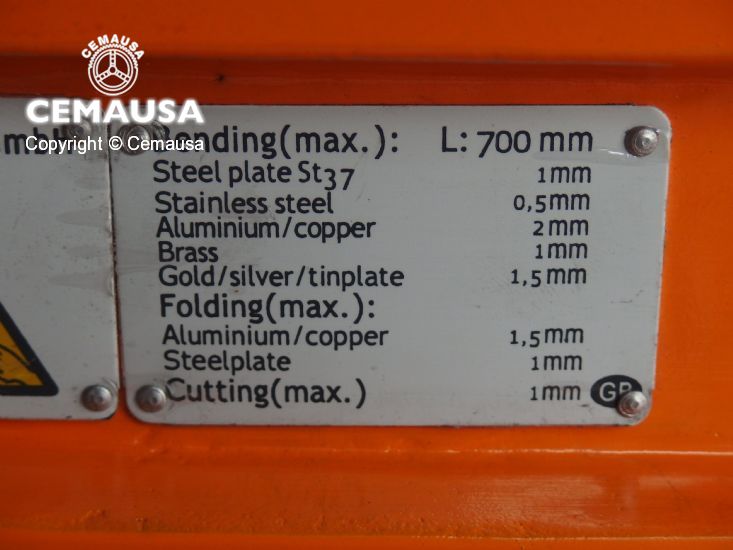 CEMAUSA
CEMAUSA
Copyright © Cemausa
Bending(max.): L: 700 mm
Steel plate St37 1mm
Stainless steel 0,5mm
Aluminium/copper 2mm
Brass 1mm
Gold/silver/tinplate 1,5mm
Folding(max.):
Aluminium/copper 1,5mm
Steelplate 1mm
Cutting(max.) 1mm GB